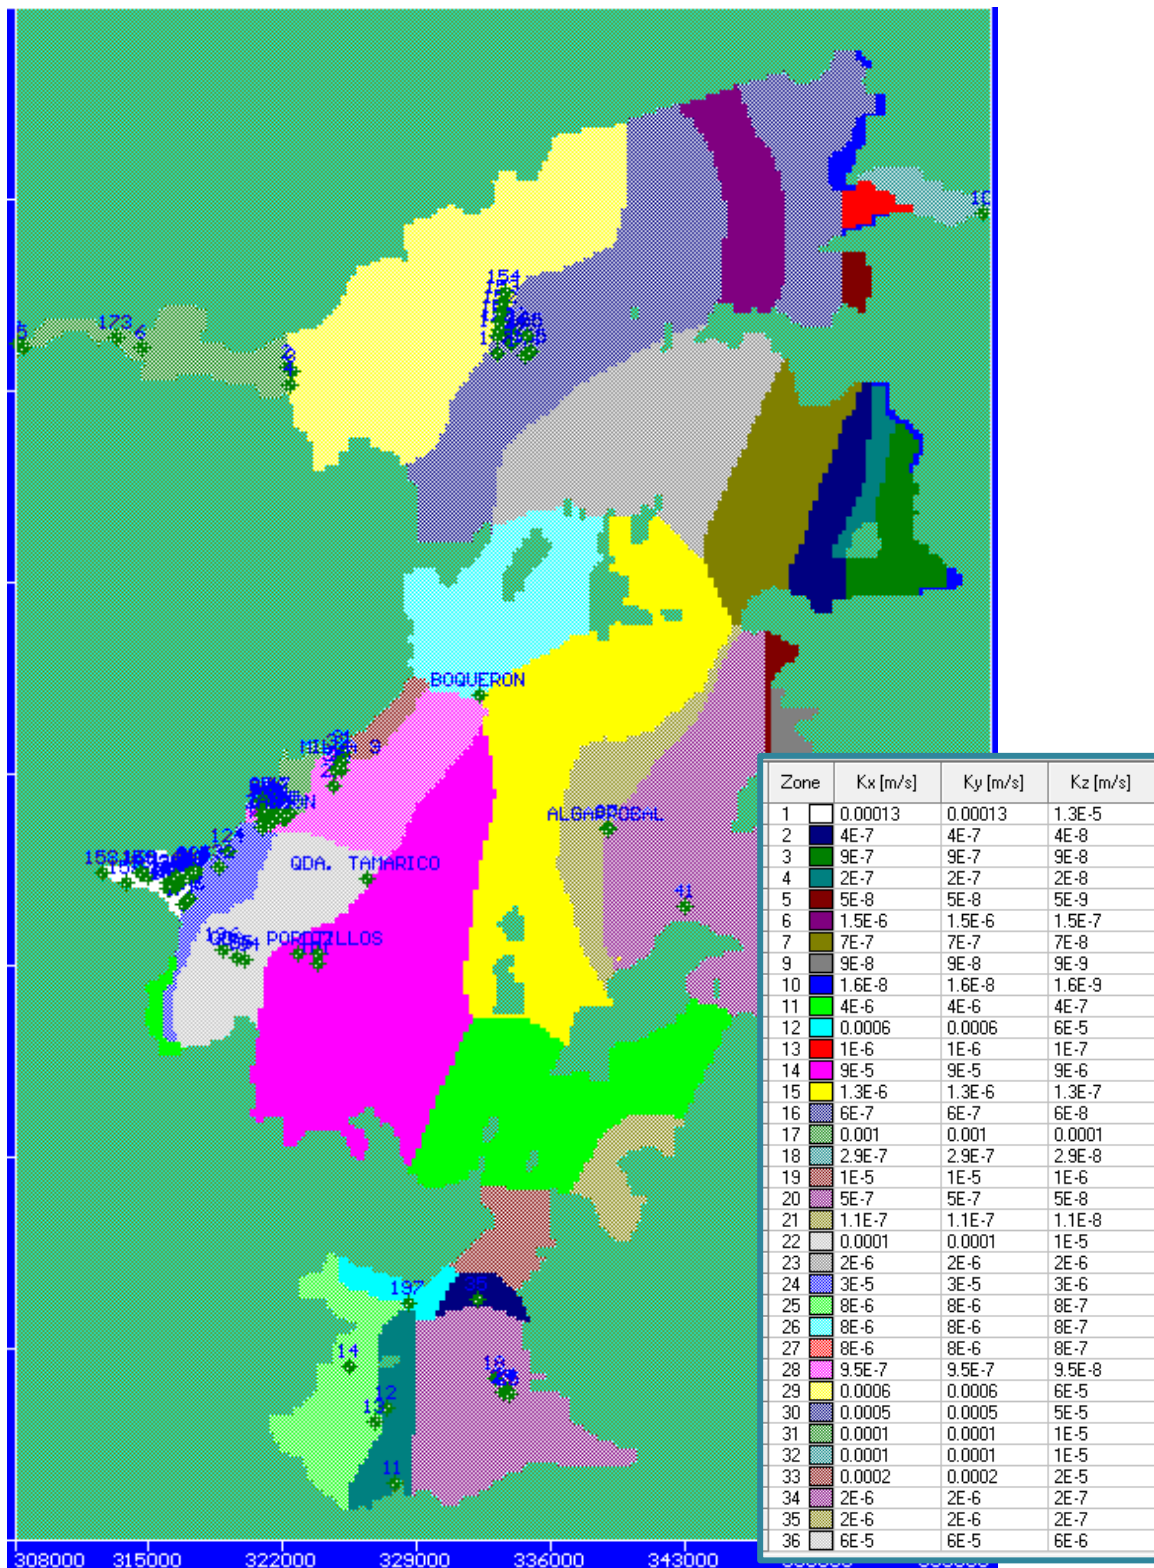 154
10
173
6
5
BOQUERON
ALGARROBAL
124
QDA. TAMARICO
158
41
197
35
14
12
13
11
308000 315000 322000 329000 336000 343000
Zone Kx [m/s] Ky [m/s] Kz [m/s]
1 0.00013 0.00013 1.3E-5
2 4E-7 4E-7 4E-8
3 9E-7 9E-7 9E-8
4 2E-7 2E-7 2E-8
5 5E-8 5E-8 5E-9
6 1.5E-6 1.5E-6 1.5E-7
7 7E-7 7E-7 7E-8
9 9E-8 9E-8 9E-9
10 1.6E-8 1.6E-8 1.6E-9
11 4E-6 4E-6 4E-7
12 0.0006 0.0006 6E-5
13 1E-6 1E-6 1E-7
14 9E-5 9E-5 9E-6
15 1.3E-6 1.3E-6 1.3E-7
16 6E-7 6E-7 6E-8
17 0.001 0.001 0.0001
18 2.9E-7 2.9E-7 2.9E-8
19 1E-5 1E-5 1E-6
20 5E-7 5E-7 5E-8
21 1.1E-7 1.1E-7 1.1E-8
22 0.0001 0.0001 1E-5
23 2E-6 2E-6 2E-7
24 3E-5 3E-5 3E-6
25 8E-6 8E-6 8E-7
26 8E-6 8E-6 8E-7
27 8E-6 8E-6 8E-7
28 9.5E-7 9.5E-7 9.5E-8
29 0.0006 0.0006 6E-5
30 0.0005 0.0005 5E-5
31 0.0001 0.0001 1E-5
32 0.0001 0.0001 1E-5
33 0.0002 0.0002 2E-5
34 2E-6 2E-6 2E-7
35 2E-6 2E-6 2E-7
36 6E-5 6E-5 6E-6